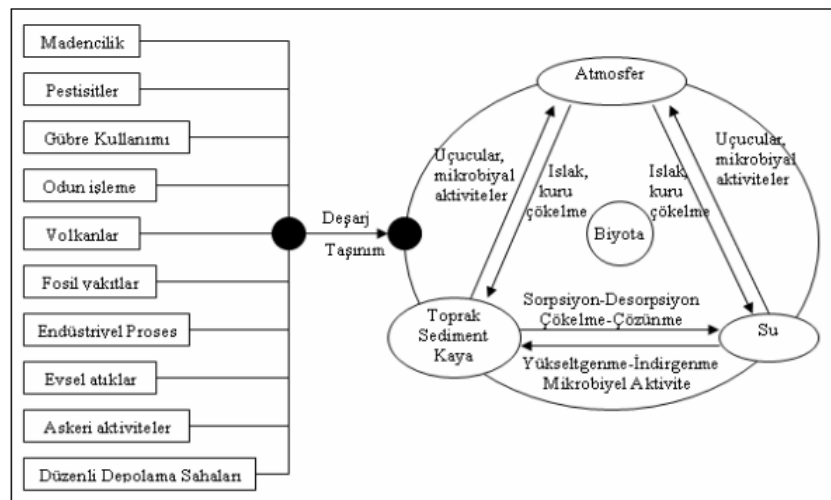 Madencilik
Pestisitler
Gübre Kullanımı
Odun işleme
Volkanlar
Fosil yakıtlar
Endüstriyel Proses
Evsel atıklar
Askeri aktiviteler
Düzenli Depolama Sahaları
Deşarj
Taşınım
Atmosfer
Uçucular,
mikrobiyal
aktiviteler
Islak,
kuru
çökelme
Islak,
kuru
çökelme
Uçucular,
mikrobiyal
aktiviteler
Biyota
Toprak
Sediment
Kaya
Sorpsiyon-Desorpsiyon
Çökelme-Çözünme
Su
Yükseltgenme-İndirgenme
Mikrobiyel Aktivite